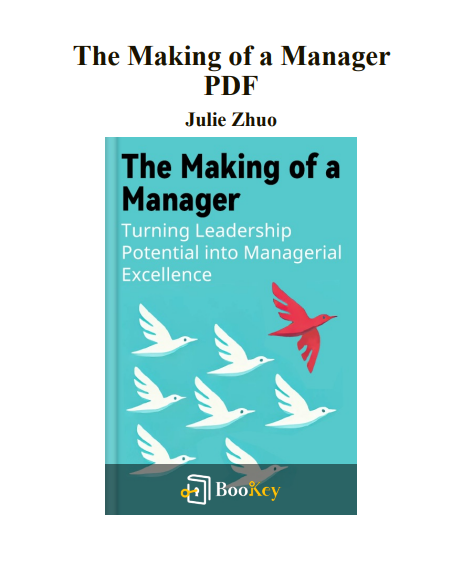 The Making of a Manager
PDF
Julie Zhuo
The Making of a
Manager
Turning Leadership
Potential into Managerial
Excellence
BooKey